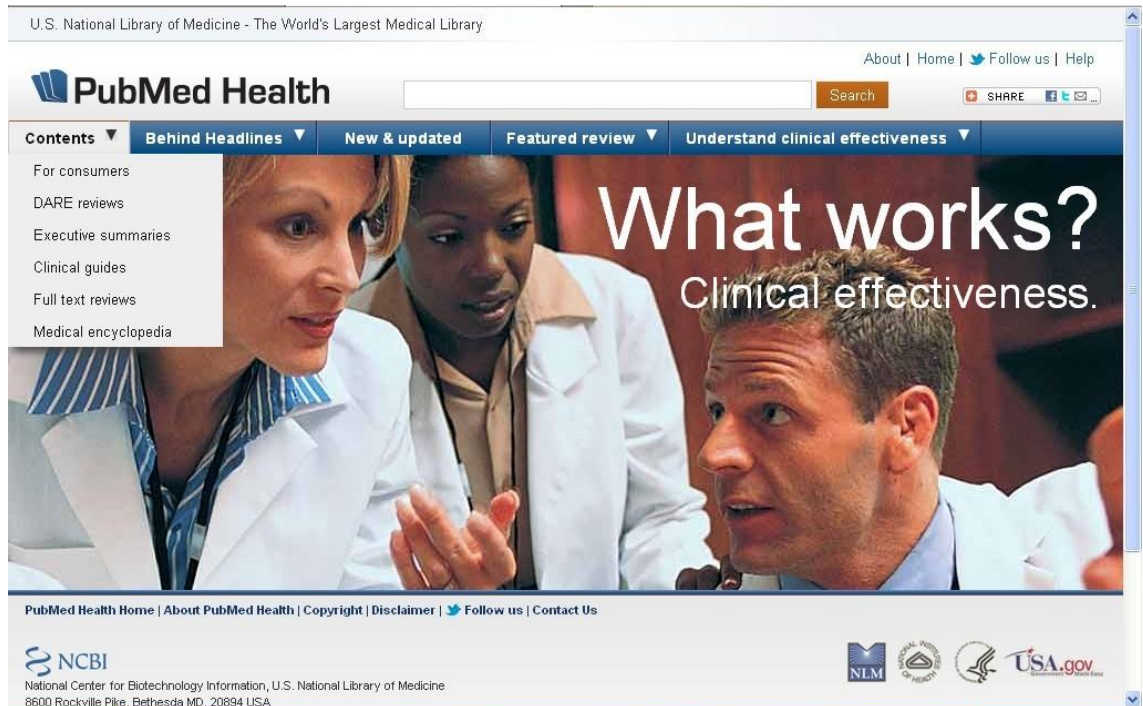 U.S. National Library of Medicine - The World's Largest Medical Library
About | Home | Follow us | Help
PubMed Health
Search
SHARE
Contents ▼ Behind Headlines ▼ New & updated Featured review ▼ Understand clinical effectiveness ▼
For consumers
DARE reviews
Executive summaries
Clinical guides
Full text reviews
Medical encyclopedia
What works?
Clinical effectiveness.
PubMed Health Home | About PubMed Health | Copyright | Disclaimer | Follow us | Contact Us
NCBI
National Center for Biotechnology Information, U.S. National Library of Medicine
8600 Rockville Pike, Bethesda MD, 20894 USA
NLM
NATIONAL INSTITUTES OF HEALTH
USA.gov